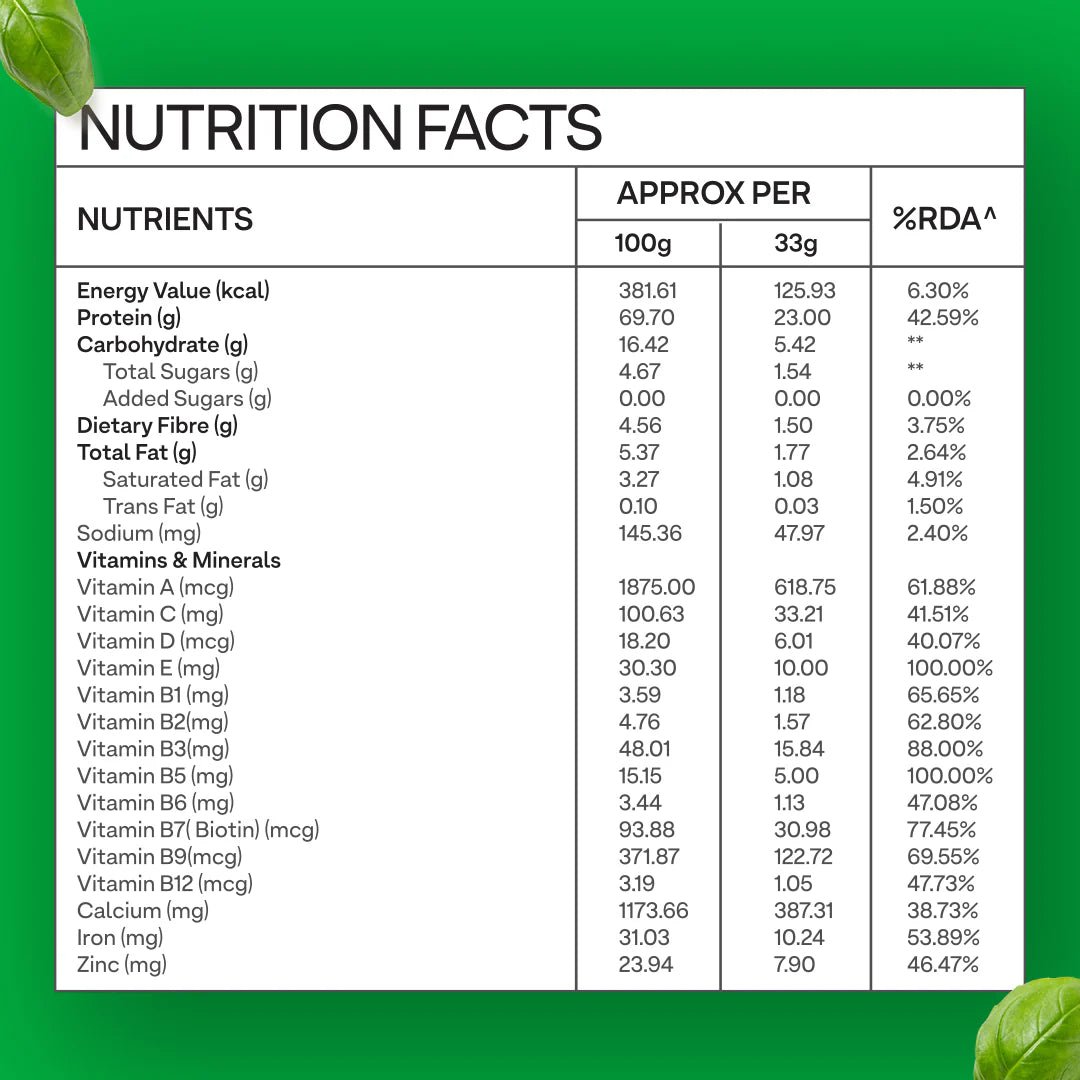 NUTRITION FACTS
NUTRIENTS APPROX PER %RDA^
100g 33g
Energy Value (kcal) 381.61 125.93 6.30%
Protein (g) 69.70 23.00 42.59%
Carbohydrate (g) 16.42 5.42 **
Total Sugars (g) 4.67 1.54 **
Added Sugars (g) 0.00 0.00 0.00%
Dietary Fibre (g) 4.56 1.50 3.75%
Total Fat (g) 5.37 1.77 2.64%
Saturated Fat (g) 3.27 1.08 4.91%
Trans Fat (g) 0.10 0.03 1.50%
Sodium (mg) 145.36 47.97 2.40%
Vitamins & Minerals
Vitamin A (mcg) 1875.00 618.75 61.88%
Vitamin C (mg) 100.63 33.21 41.51%
Vitamin D (mcg) 18.20 6.01 40.07%
Vitamin E (mg) 30.30 10.00 100.00%
Vitamin B1 (mg) 3.59 1.18 65.65%
Vitamin B2(mg) 4.76 1.57 62.80%
Vitamin B3(mg) 48.01 15.84 88.00%
Vitamin B5 (mg) 15.15 5.00 100.00%
Vitamin B6 (mg) 3.44 1.13 47.08%
Vitamin B7( Biotin) (mcg) 93.88 30.98 77.45%
Vitamin B9(mcg) 371.87 122.72 69.55%
Vitamin B12 (mcg) 3.19 1.05 47.73%
Calcium (mg) 1173.66 387.31 38.73%
Iron (mg) 31.03 10.24 53.89%
Zinc (mg) 23.94 7.90 46.47%